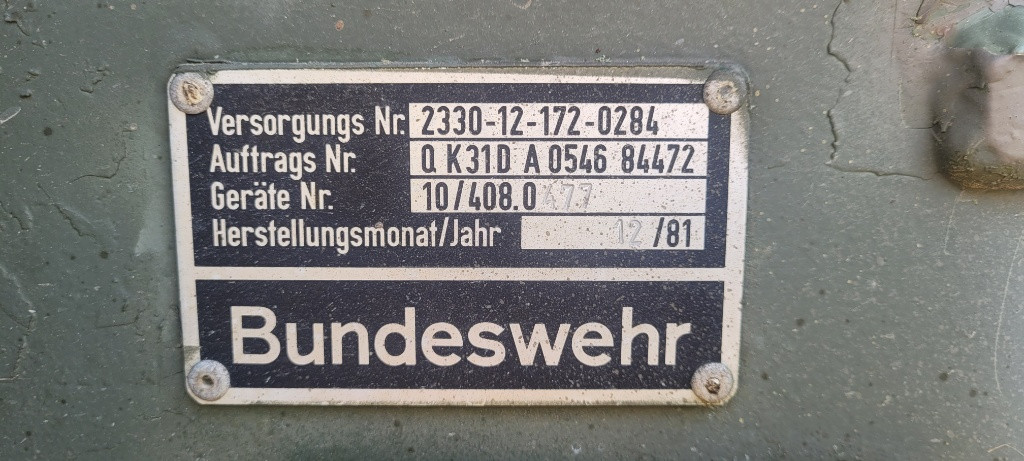 Versorgungs Nr. 2330-12-172-0284
Auftrags Nr. Q K31D A 0546 84472
Geräte Nr. 10/408.0477
Herstellungsmonat/Jahr 12/81
Bundeswehr